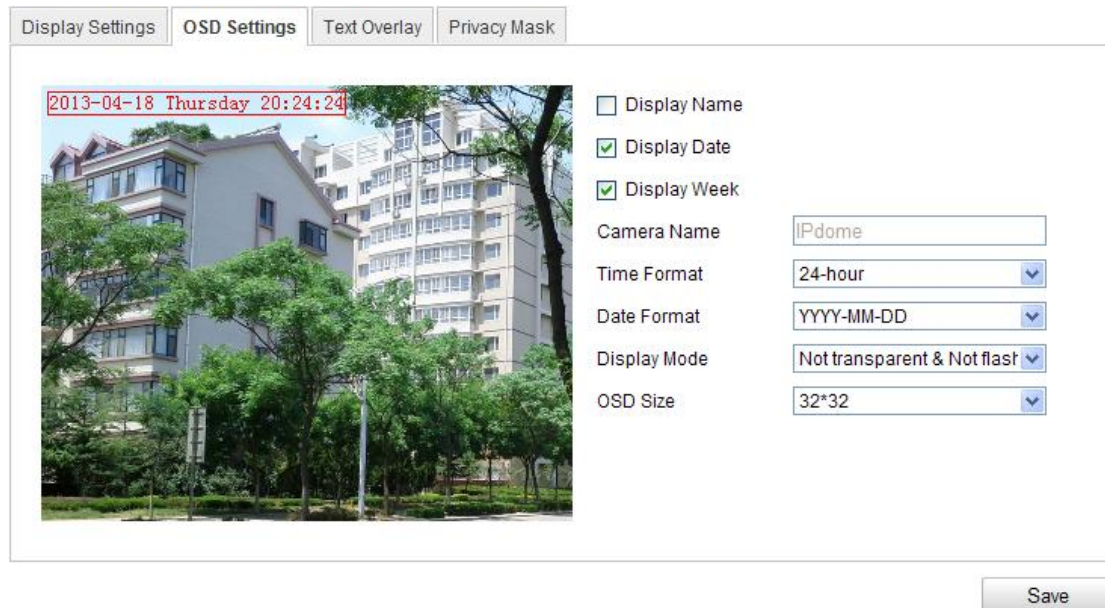 Display Settings OSD Settings Text Overlay Privacy Mask
2013-04-18 Thursday 20:24:24
Display Name
Display Date
Display Week
Camera Name IPdome
Time Format 24-hour
Date Format YYYY-MM-DD
Display Mode Not transparent & Not flash
OSD Size 32*32
Save